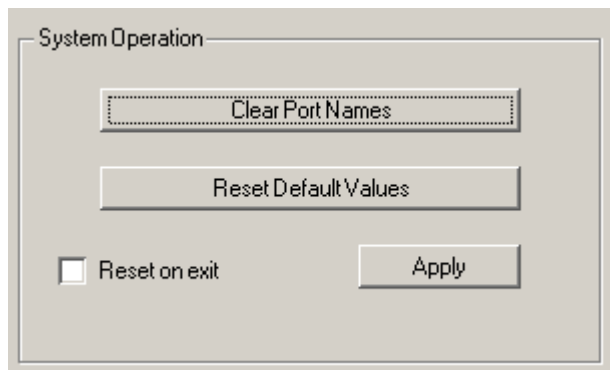 System Operation
Clear Port Names
Reset Default Values
Reset on exit
Apply